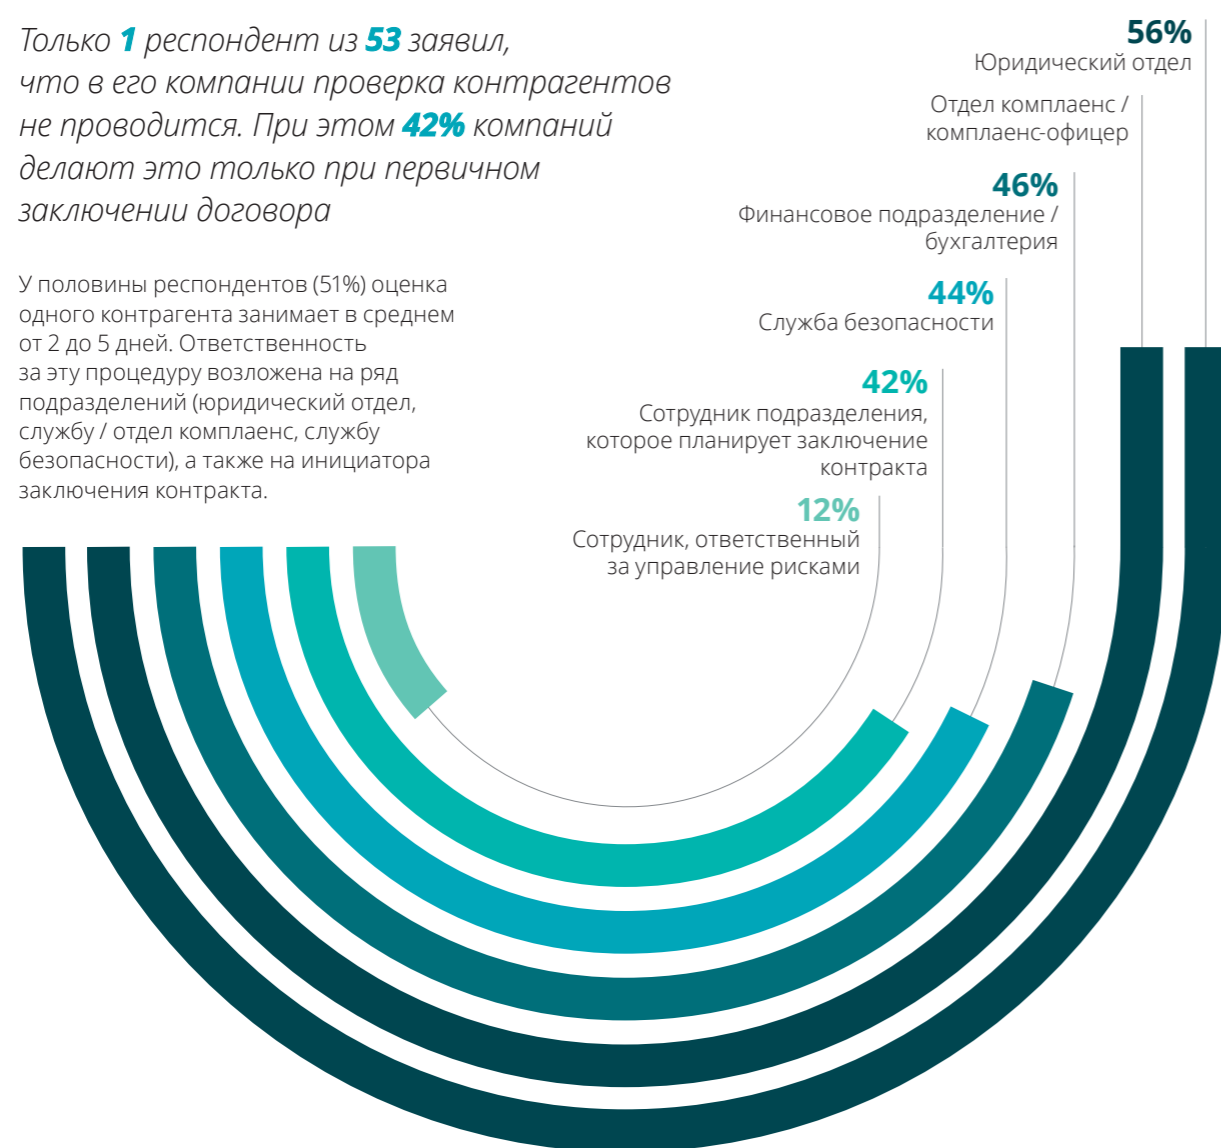 Только 1 респондент из 53 заявил,
что в его компании проверка контрагентов
не проводится. При этом 42% компаний
делают это только при первичном
заключении договора
У половины респондентов (51%) оценка
одного контрагента занимает в среднем
от 2 до 5 дней. Ответственность
за эту процедуру возложена на ряд
подразделений (юридический отдел,
службу / отдел комплаенс, службу
безопасности), а также на инициатора
заключения контракта.
56%
Юридический отдел
Отдел комплаенс /
комплаенс-офицер
46%
Финансовое подразделение /
бухгалтерия
44%
Служба безопасности
42%
Сотрудник подразделения,
которое планирует заключение
контракта
12%
Сотрудник, ответственный
за управление рисками